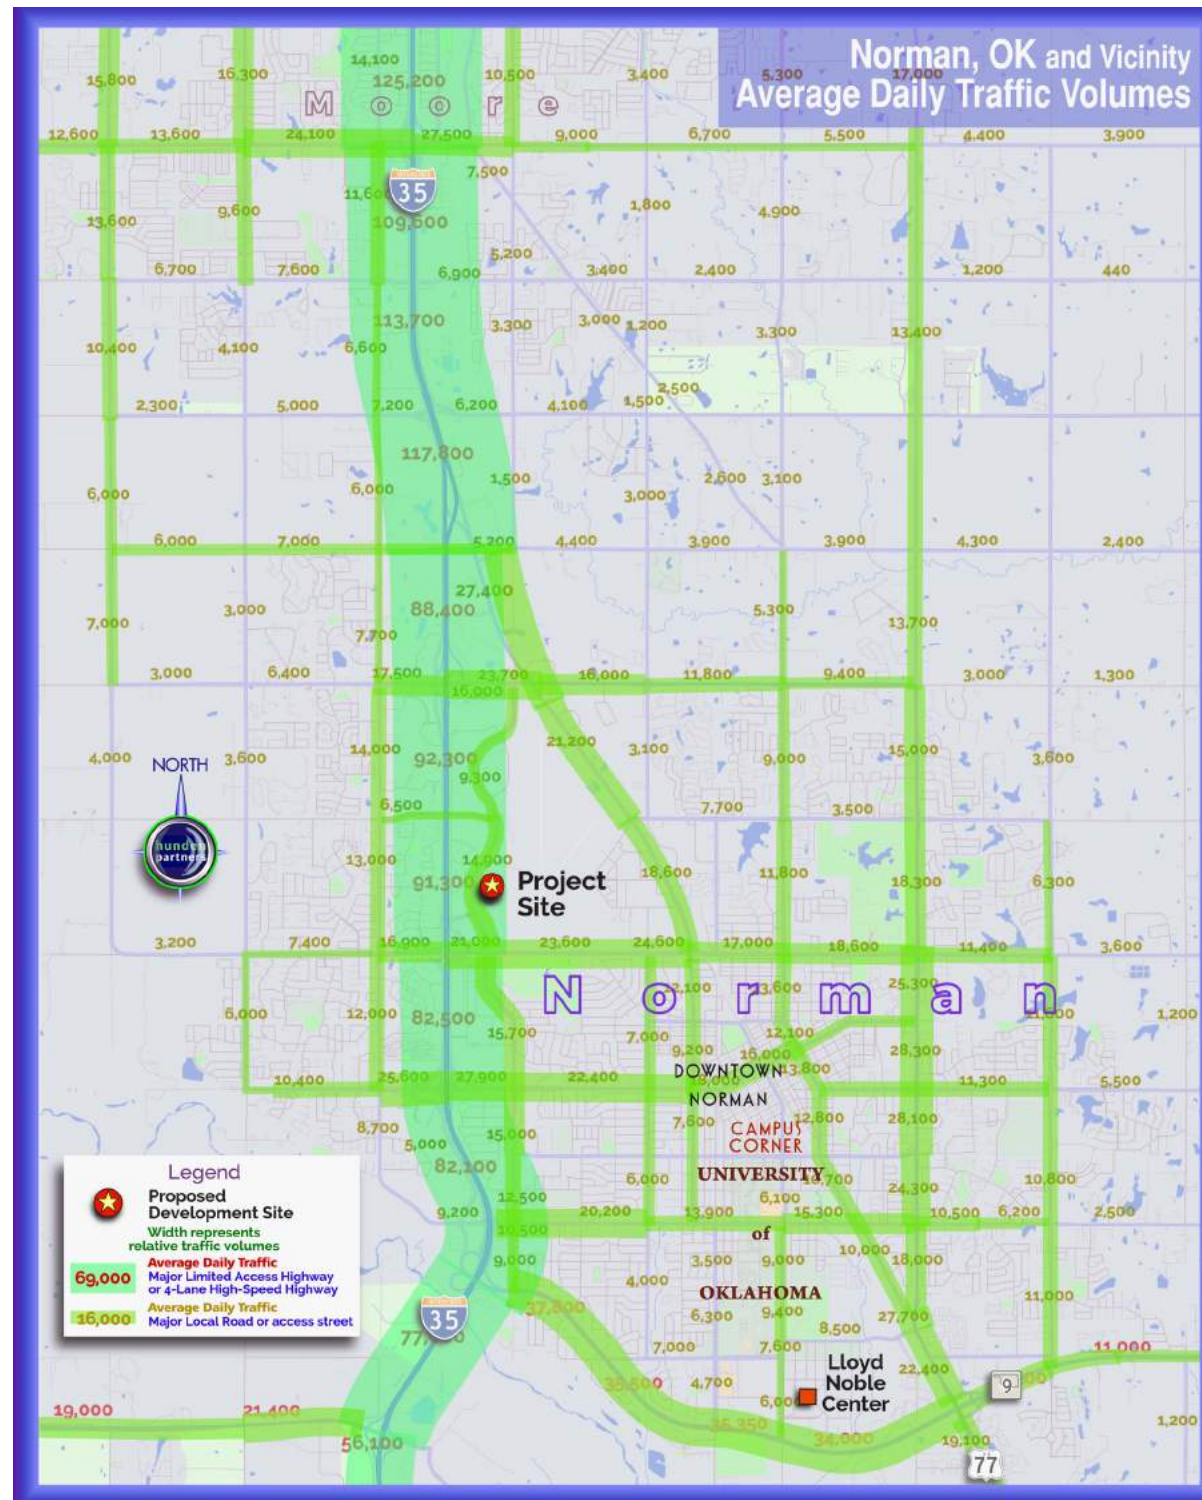 Norman, OK and Vicinity
Average Daily Traffic Volumes
14,100
15,800 16,300 125,200 10,500 3,400 5,300 17,000
Moore
12,600 13,600 24,100 27,500 9,000 6,700 5,500 4,400 3,900
7,500
35
9,600 1,800 4,900
13,600 109,500
5,200
6,700 7,600 6,900 3,400 2,400 1,200 440
113,700 3,300 3,000 1,200 3,300 13,400
10,400 4,100 6,600
2,500
2,300 5,000 7,200 6,200 4,100 1,500
117,800
1,500 2,600 3,100
6,000 6,000 3,000
6,000 7,000 5,200 4,400 3,900 3,900 4,300 2,400
27,400
3,000 88,400 5,300
7,000 7,700 13,700
3,000 6,400 17,500 23,700 16,000 11,800 9,400 3,000 1,300
16,000
21,200
14,000 3,100 15,000
4,000 NORTH 3,600 92,300 9,000 3,600
9,300
6,500 7,700 3,500
hunden
partners
13,000 14,900
91,300 Project
Site
18,600 11,800 18,300 6,300
3,200 7,400 16,900 21,000 23,600 24,600 17,000 18,600 11,400 3,600
Norman
13,600 25,300
6,000 12,000 82,500 1,200
15,700 7,000 12,100
9,200 16,000 28,300
DOWNTOWN 13,800
10,400 25,600 27,900 22,400 18,000 11,300 5,500
NORMAN
7,600 12,800 28,100
8,700 15,000 CAMPUS
CORNER
5,000
82,100
UNIVERSITY
6,000 10,800
24,300
12,500 6,100
9,200 20,200 13,900 15,300 10,500 6,200 2,500
10,500 of
10,000
9,000 3,500 9,000 18,000
4,000
OKLAHOMA 11,000
37,800 6,300 9,400 27,700
8,500
35
7,000 7,600 11,000
Lloyd
Noble
Center
22,400
4,700 9
19,000 21,400 35,350 1,200
56,100 34,000 19,100
77
Legend
Proposed
Development Site
Width represents
relative traffic volumes
69,000 Average Daily Traffic
Major Limited Access Highway
or 4-Lane High-Speed Highway
16,000 Average Daily Traffic
Major Local Road or access street